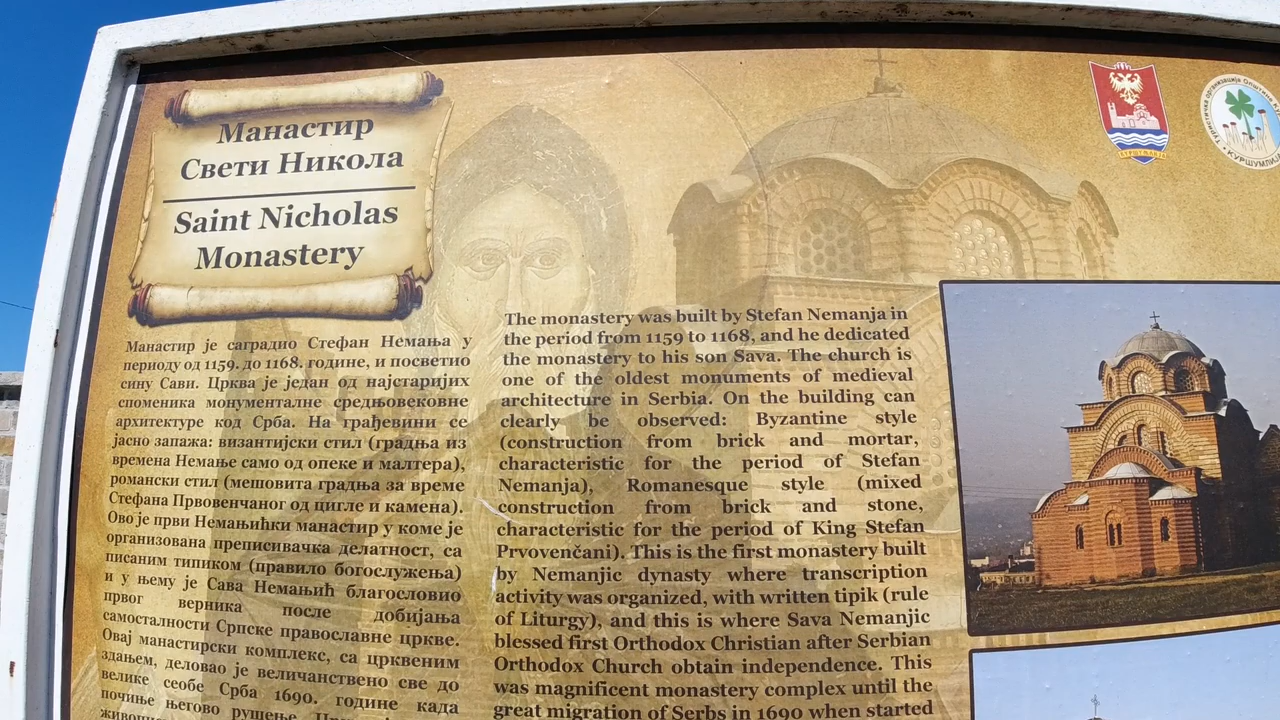 Манастир
Свети Никола
Saint Nicholas
Monastery
Манастир је саградио Стефан Немања у
периоду од 1159. до 1168. године, и посветио
сину Сави. Црква је један од најстаријих
споменика монументалне средњовековне
архитектуре код Срба. На грађевини се
јасно запажа: византијски стил (градња из
времена Немање само од опеке и малтера),
романски стил (мешовита градња за време
Стефана Првовенчаног од цигле и камена).
Ово је први Немањићки манастир у коме је
организована преписивачка делатност, са
писаним типиком (правило богослужења)
и у њему је Сава Немањић благословио
првог верника после добијања
самосталности Српске православне цркве.
Овај манастирски комплекс, са црквеним
здањем, деловао је величанствено све до
велике сеобе Срба 1690. године када
почиње његово рушење.
The monastery was built by Stefan Nemanja in
the period from 1159 to 1168, and he dedicated
the monastery to his son Sava. The church is
one of the oldest monuments of medieval
architecture in Serbia. On the building can
clearly be observed: Byzantine style
(construction from brick and mortar,
characteristic for the period of Stefan
Nemanja), Romanesque style (mixed
construction from brick and stone,
characteristic for the period of King Stefan
Prvovenčani). This is the first monastery built
by Nemanjic dynasty where transcription
activity was organized, with written tipik (rule
of Liturgy), and this is where Sava Nemanjic
blessed first Orthodox Christian after Serbian
Orthodox Church obtain independence. This
was magnificent monastery complex until the
great migration of Serbs in 1690 when started
КУРШУМЛИЈА
Туристичка организација Општине
КУРШУМЛИЈА